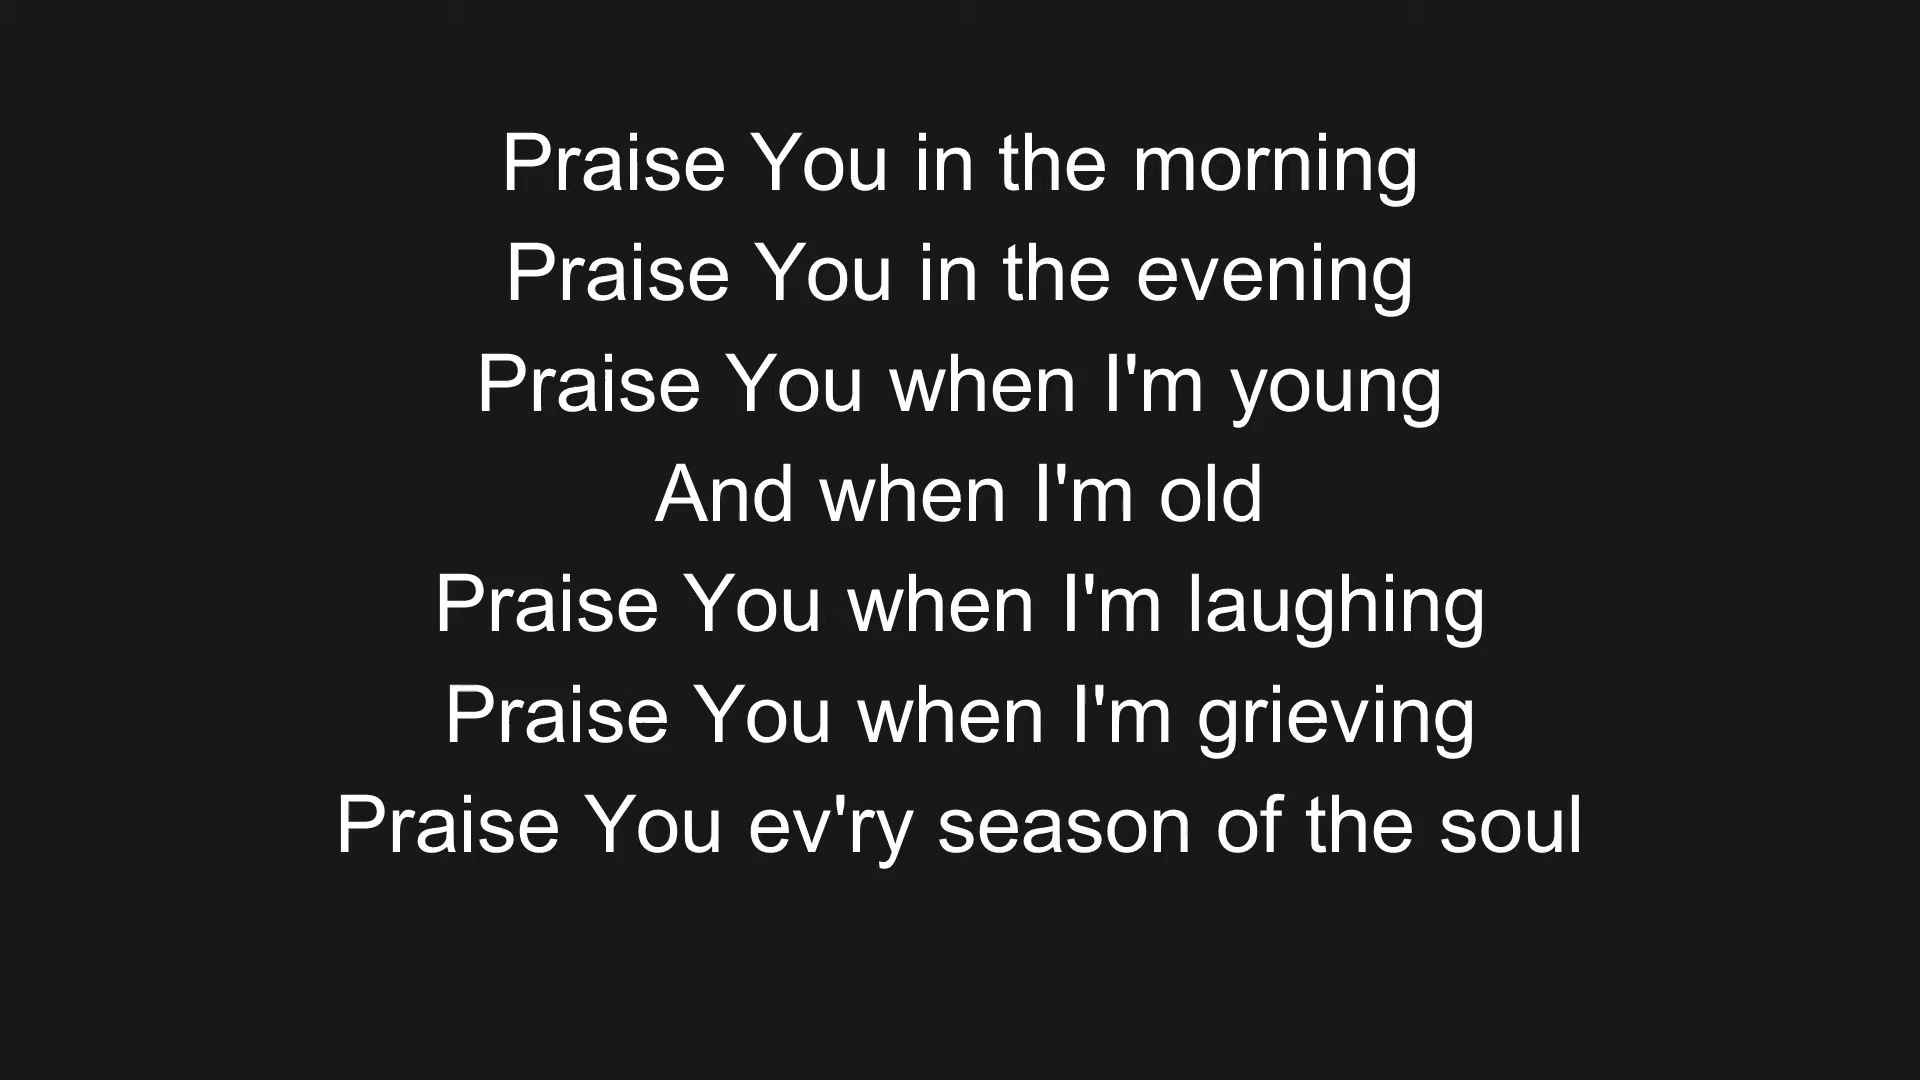 Praise You in the morning
Praise You in the evening
Praise You when I'm young
And when I'm old
Praise You when I'm laughing
Praise You when I'm grieving
Praise You ev'ry season of the soul